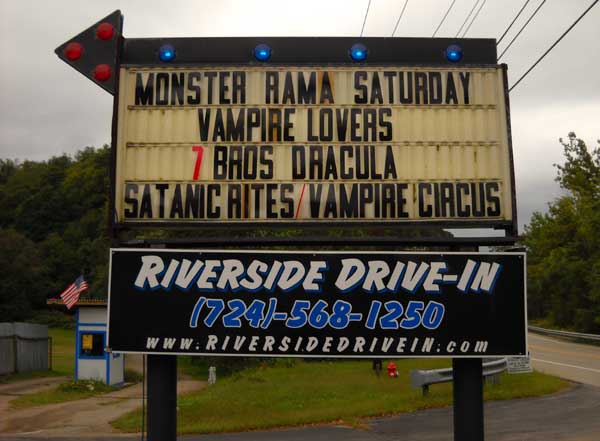 MONSTER RAMA SATURDAY
VAMPIRE LOVERS
7 BROS DRACULA
SATANIC RITES/VAMPIRE CIRCUS
RIVERSIDE DRIVE-IN
(724)-568-1250
WWW.RIVERSIDEDRIVEIN.COM